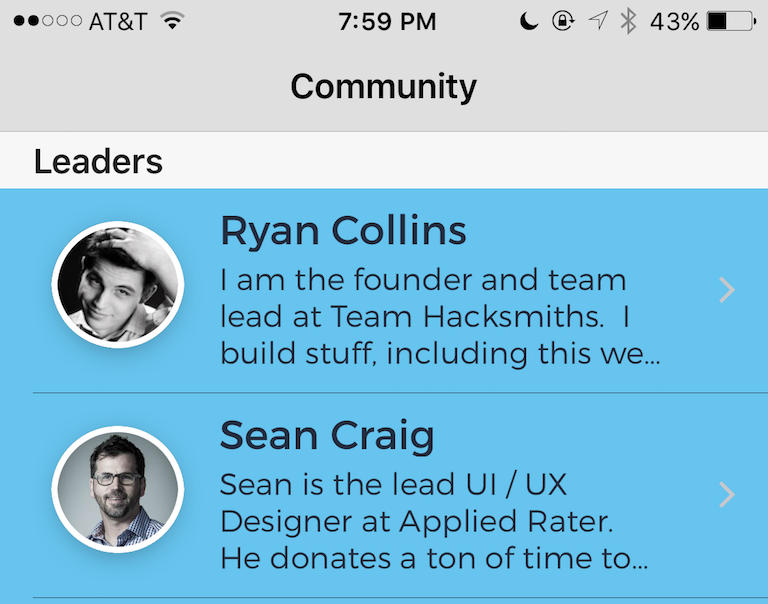 AT&T 7:59 PM 43%
Community
Leaders
Ryan Collins
I am the founder and team
lead at Team Hacksmiths.  I
build stuff, including this we...
Sean Craig
Sean is the lead UI / UX
Designer at Applied Rater.
He donates a ton of time to...